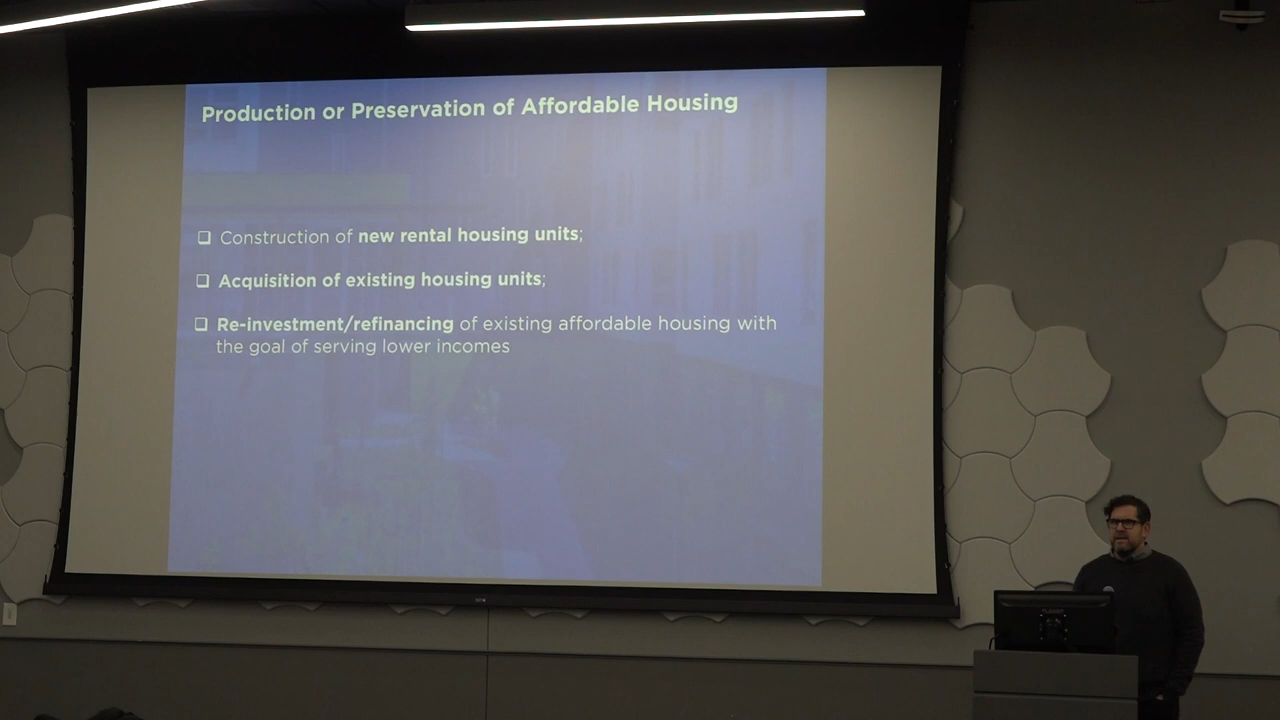 Production or Preservation of Affordable Housing
❑ Construction of new rental housing units;
❑ Acquisition of existing housing units;
❑ Re-investment/refinancing of existing affordable housing with
the goal of serving lower incomes